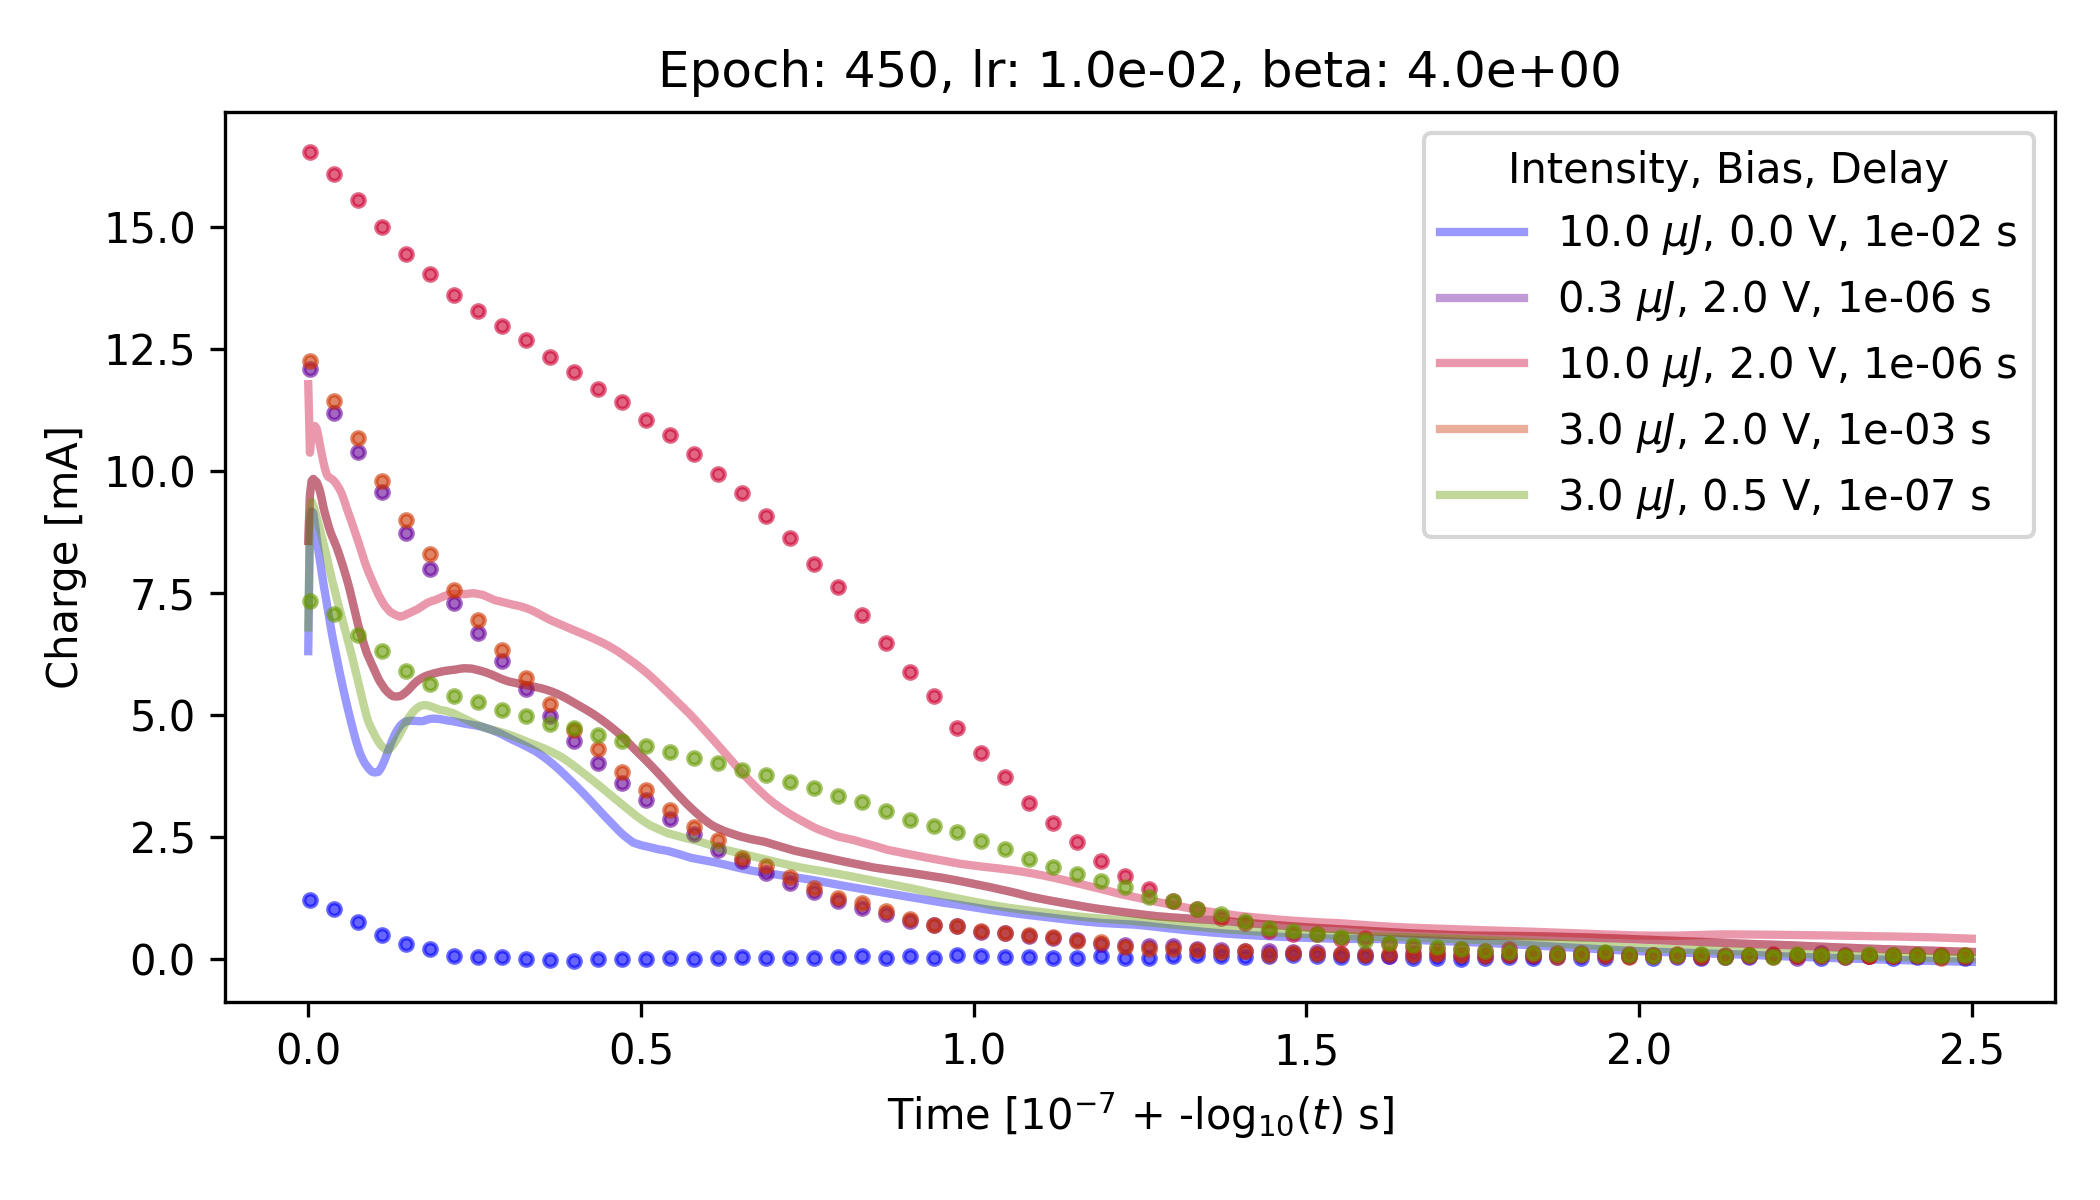 Epoch: 450, lr: 1.0e-02, beta: 4.0e+00
Intensity, Bias, Delay
10.0 μJ, 0.0 V, 1e-02 s
0.3 μJ, 2.0 V, 1e-06 s
10.0 μJ, 2.0 V, 1e-06 s
3.0 μJ, 2.0 V, 1e-03 s
3.0 μJ, 0.5 V, 1e-07 s
Charge [mA]
15.0
12.5
10.0
7.5
5.0
2.5
0.0
0.0 0.5 1.0 1.5 2.0 2.5
Time [10⁻⁷ + -log₁₀(t) s]